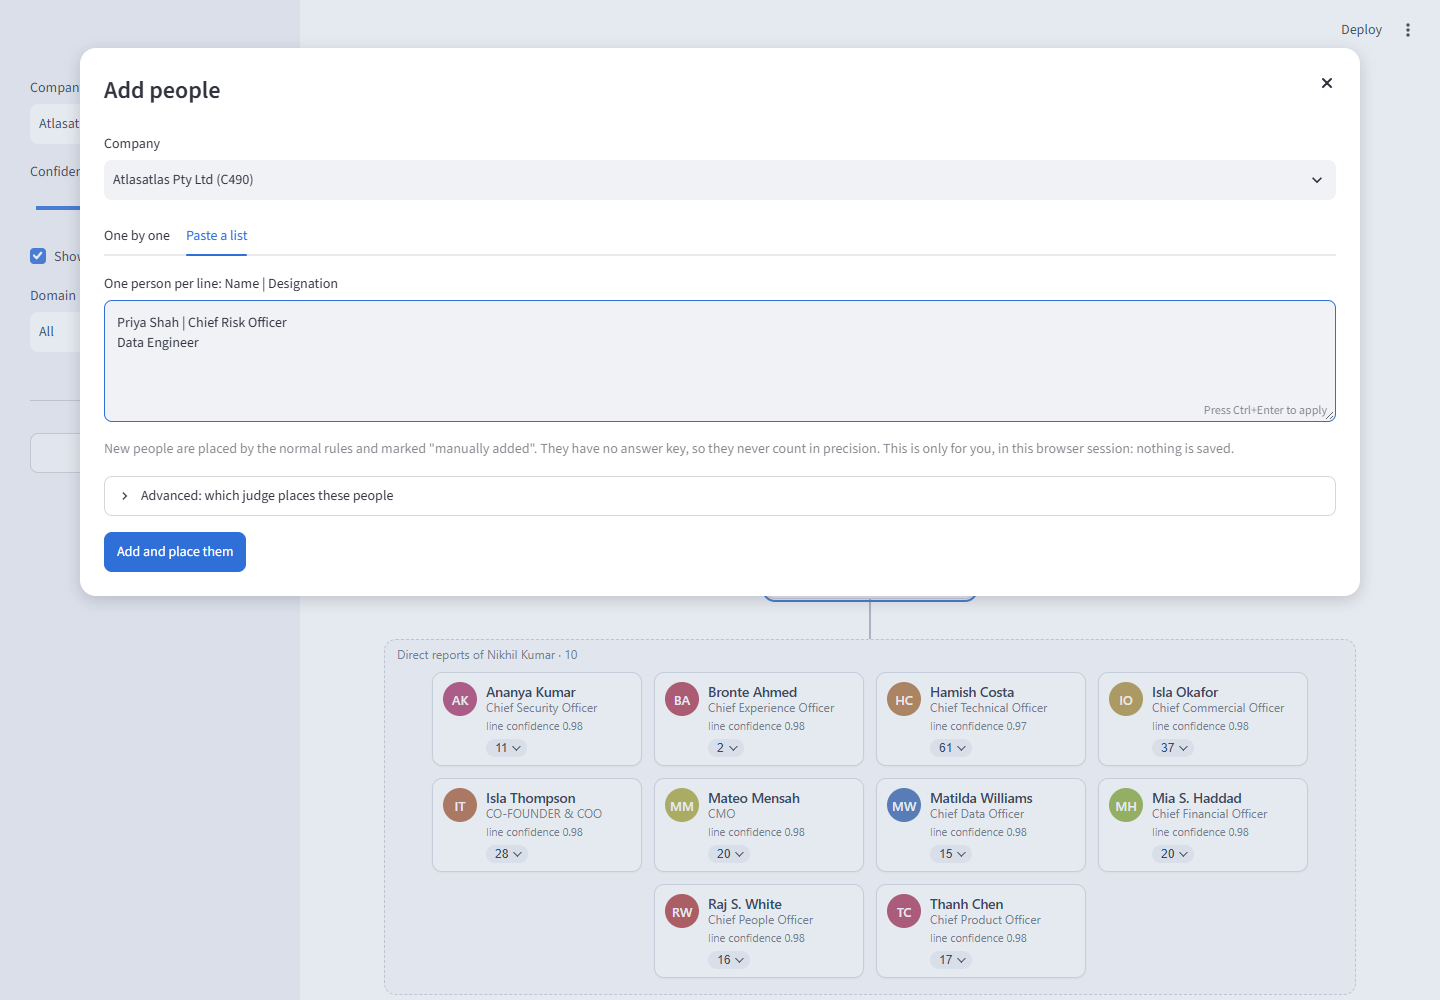 Deploy
Add people
Compan
Company
Atlasat
Atlasatlas Pty Ltd (C490)
Confiden
One by one
Paste a list
Show
One person per line: Name | Designation
Domain
Priya Shah | Chief Risk Officer
All
Data Engineer
Press Ctrl+Enter to apply
New people are placed by the normal rules and marked "manually added". They have no answer key, so they never count in precision. This is only for you, in this browser session: nothing is saved.
Advanced: which judge places these people
Add and place them
Direct reports of Nikhil Kumar · 10
AK
Ananya Kumar
Chief Security Officer
line confidence 0.98
11
BA
Bronte Ahmed
Chief Experience Officer
line confidence 0.98
2
HC
Hamish Costa
Chief Technical Officer
line confidence 0.97
61
IO
Isla Okafor
Chief Commercial Officer
line confidence 0.98
37
IT
Isla Thompson
CO-FOUNDER & COO
line confidence 0.98
28
MM
Mateo Mensah
CMO
line confidence 0.98
20
MW
Matilda Williams
Chief Data Officer
line confidence 0.98
15
MH
Mia S. Haddad
Chief Financial Officer
line confidence 0.98
20
RW
Raj S. White
Chief People Officer
line confidence 0.98
16
TC
Thanh Chen
Chief Product Officer
line confidence 0.98
17